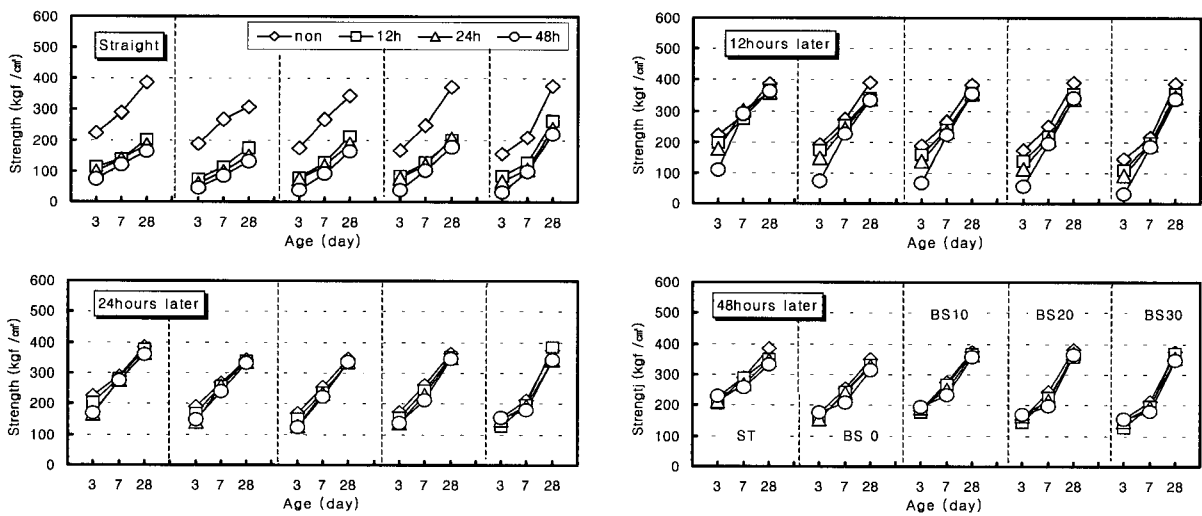 600
500
400
300
200
100
0
Strength (kgf /㎠)
Straight
non 12h 24h 48h
3 7 28 3 7 28 3 7 28 3 7 28 3 7 28
Age (day)
600
500
400
300
200
100
0
Strength (kgf /㎠)
12hours later
3 7 28 3 7 28 3 7 28 3 7 28 3 7 28
Age (day)
600
500
400
300
200
100
0
Strength (kgf /㎠)
24hours later
3 7 28 3 7 28 3 7 28 3 7 28 3 7 28
Age (day)
600
500
400
300
200
100
0
Strengtj (kgf /㎠)
48hours later
BS10 BS20 BS30
ST BS 0
3 7 28 3 7 28 3 7 28 3 7 28 3 7 28
Age (day)